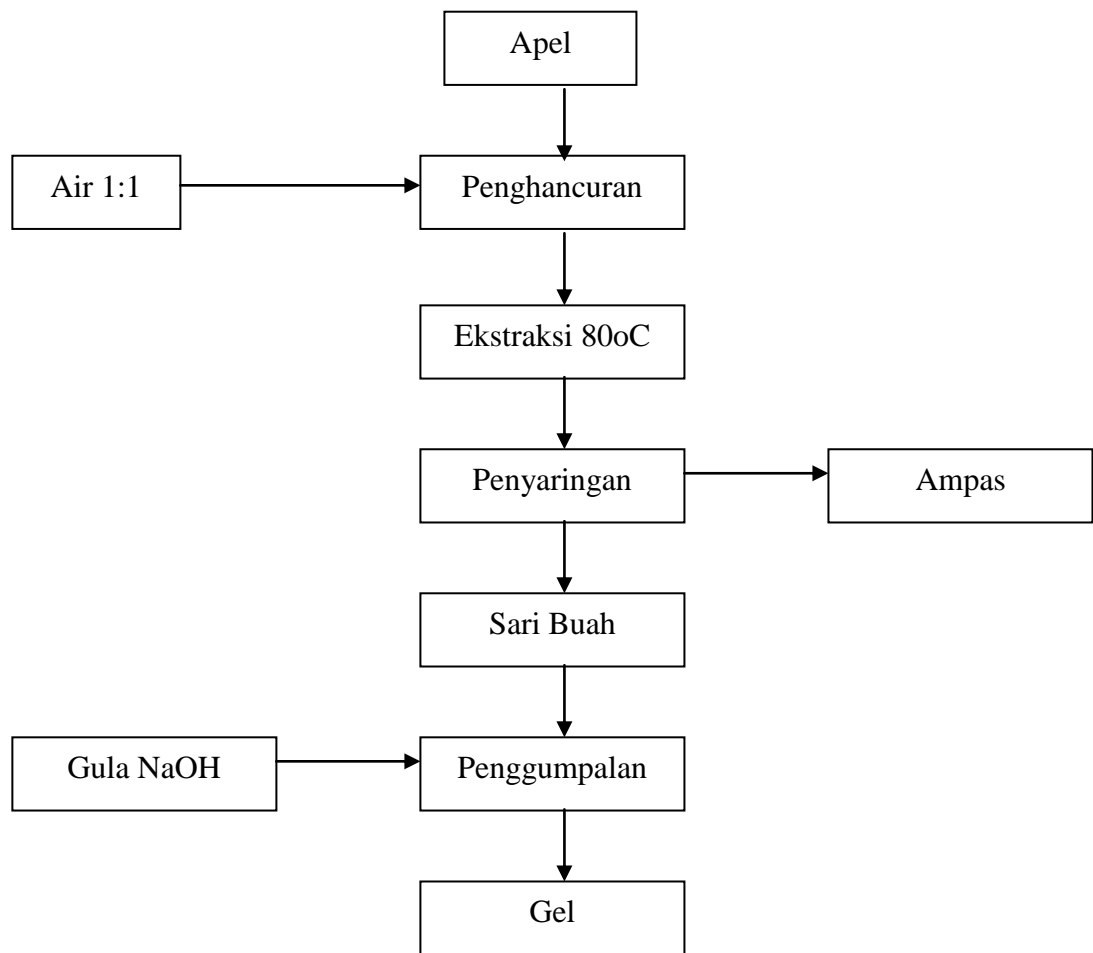 Apel
Air 1:1
Penghancuran
Ekstraksi 80oC
Penyaringan
Ampas
Sari Buah
Gula NaOH
Penggumpalan
Gel